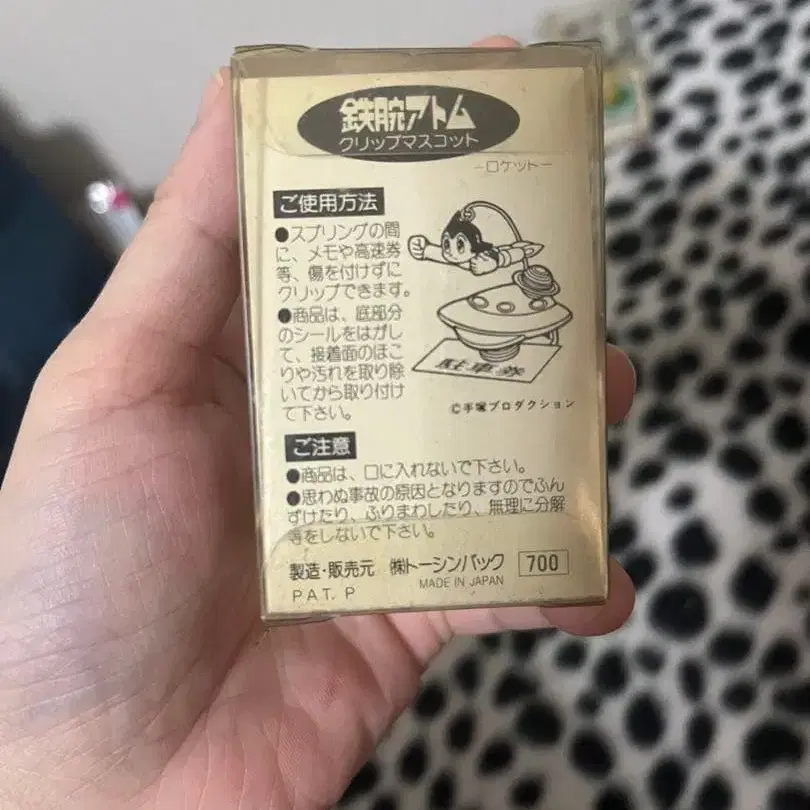 鉄腕アトム
クリップマスコット
－ロケット－
ご使用方法
●スプリングの間
に、メモや高速券
等、傷を付けずに
クリップできます。
●商品は、底部分
のシールをはがし
て、接着面のほこ
りや汚れを取り除
いてから取り付け
て下さい。
駐車券
©手塚プロダクション
ご注意
●商品は、口に入れないで下さい。
●思わぬ事故の原因となりますのでふん
ずけたり、ふりまわしたり、無理に分解
等をしないで下さい。
製造・販売元 ㈱トーシンパック 700
MADE IN JAPAN
PAT. P